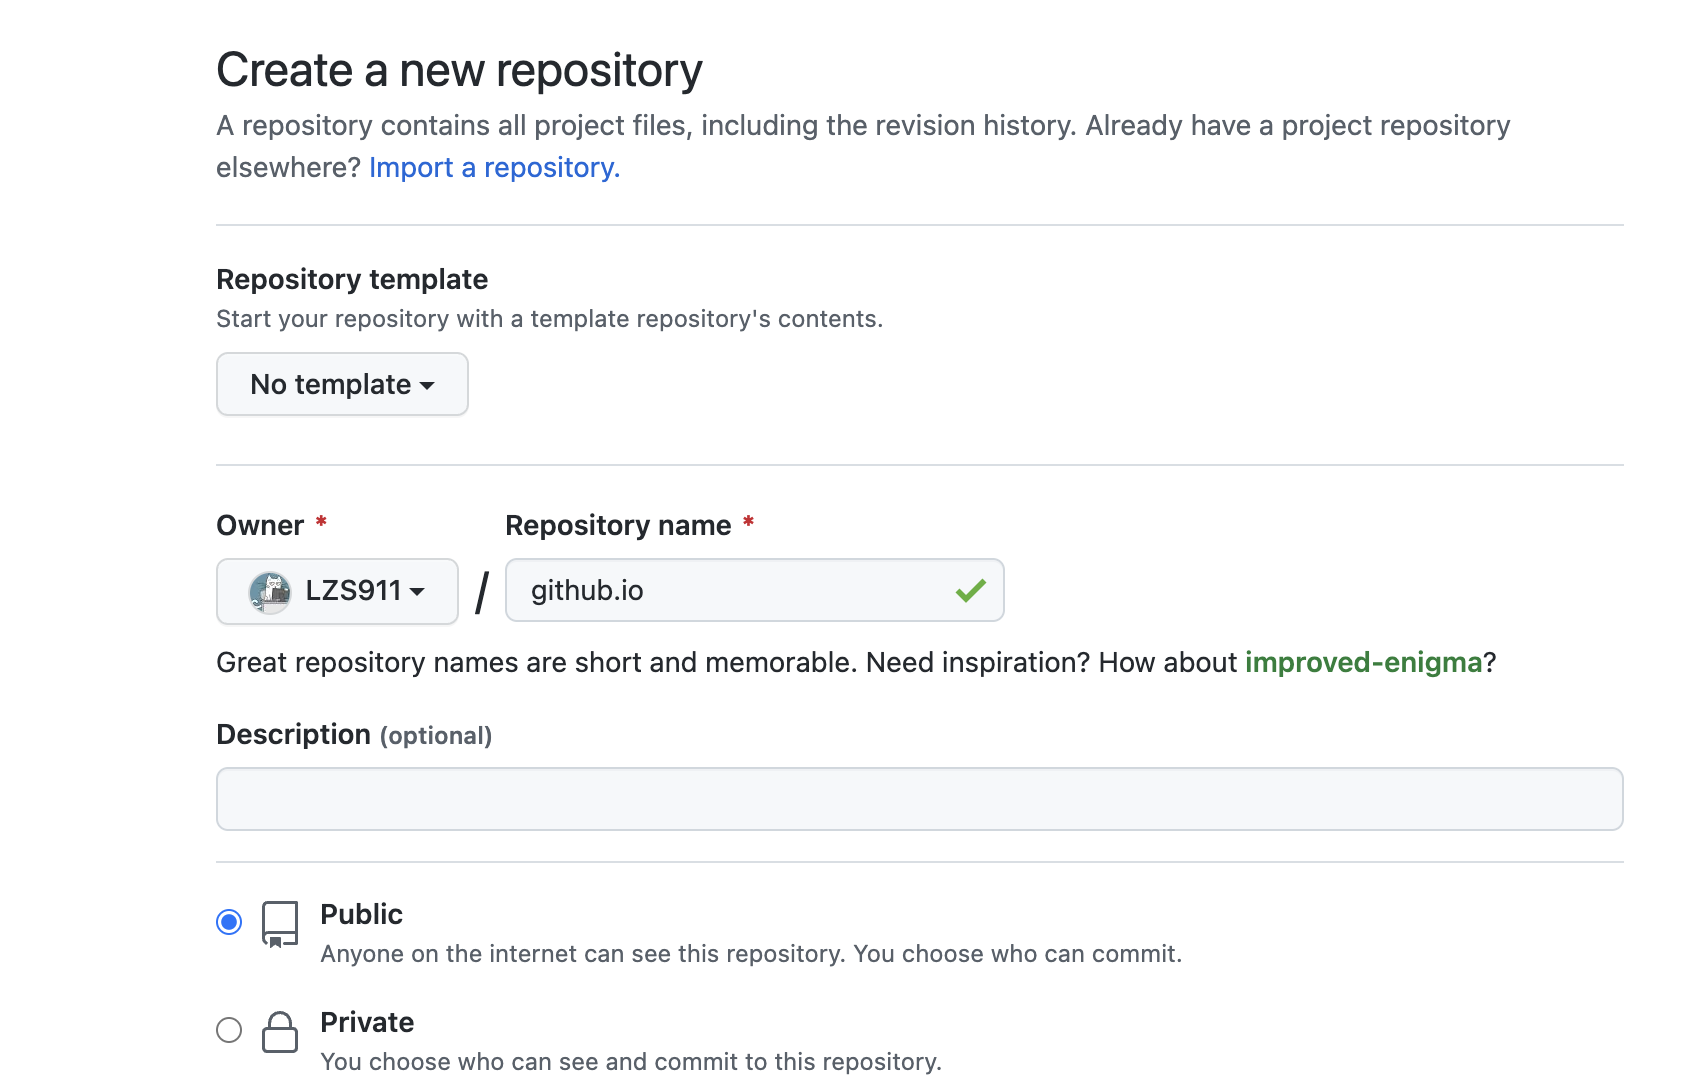 Create a new repository
A repository contains all project files, including the revision history. Already have a project repository
elsewhere? Import a repository.
Repository template
Start your repository with a template repository's contents.
No template
Owner *
Repository name *
LZS911 / github.io
Great repository names are short and memorable. Need inspiration? How about improved-enigma?
Description (optional)
Public
Anyone on the internet can see this repository. You choose who can commit.
Private
You choose who can see and commit to this repository.